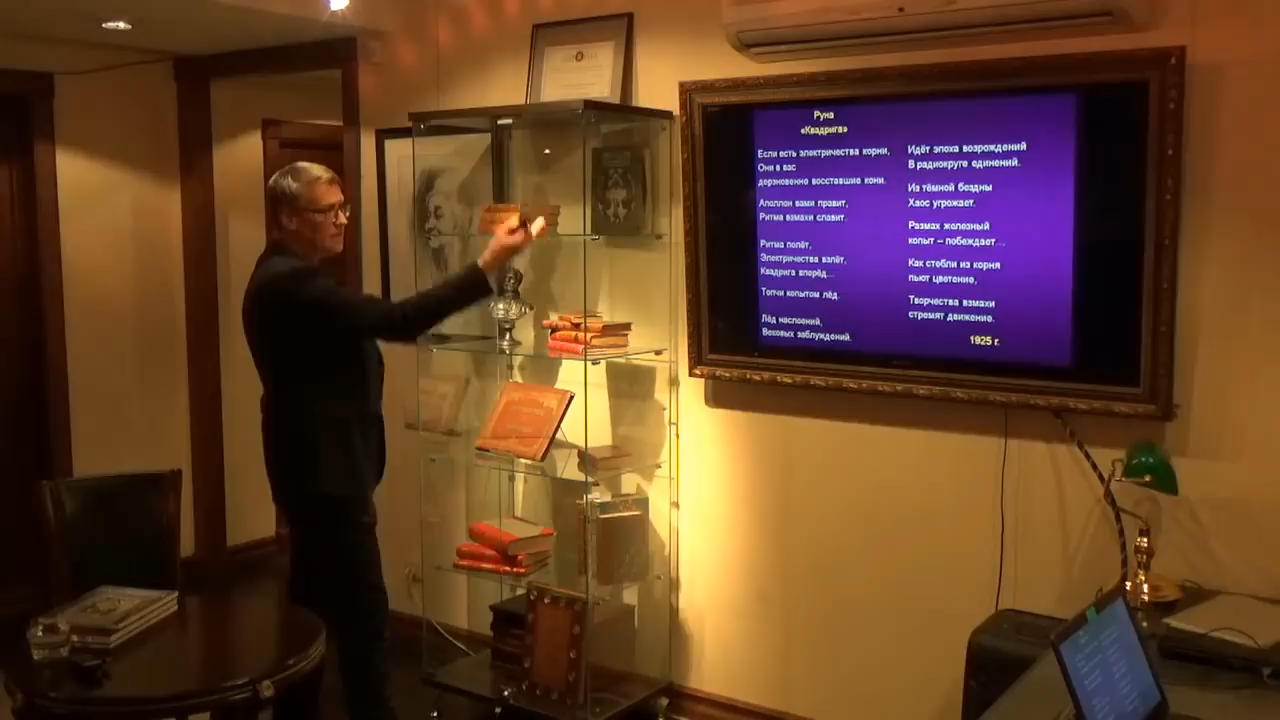 Руна
«Квадрига»
Если есть электричества корни,
Они в вас
дерзновенно восставшие кони.
Аполлон вами правит,
Ритма взмахи славит.
Ритма полёт,
Электричества взлёт,
Квадрига вперёд...
Топчи копытом лёд.
Лёд наслоений,
Вековых заблуждений.
Идёт эпоха возрождений
В радиокруге единений.
Из тёмной бездны
Хаос угрожает.
Размах железный
копыт – побеждает...
Как стебли из корня
пьют цветение,
Творчества взмахи
стремят движение.
1925 г.